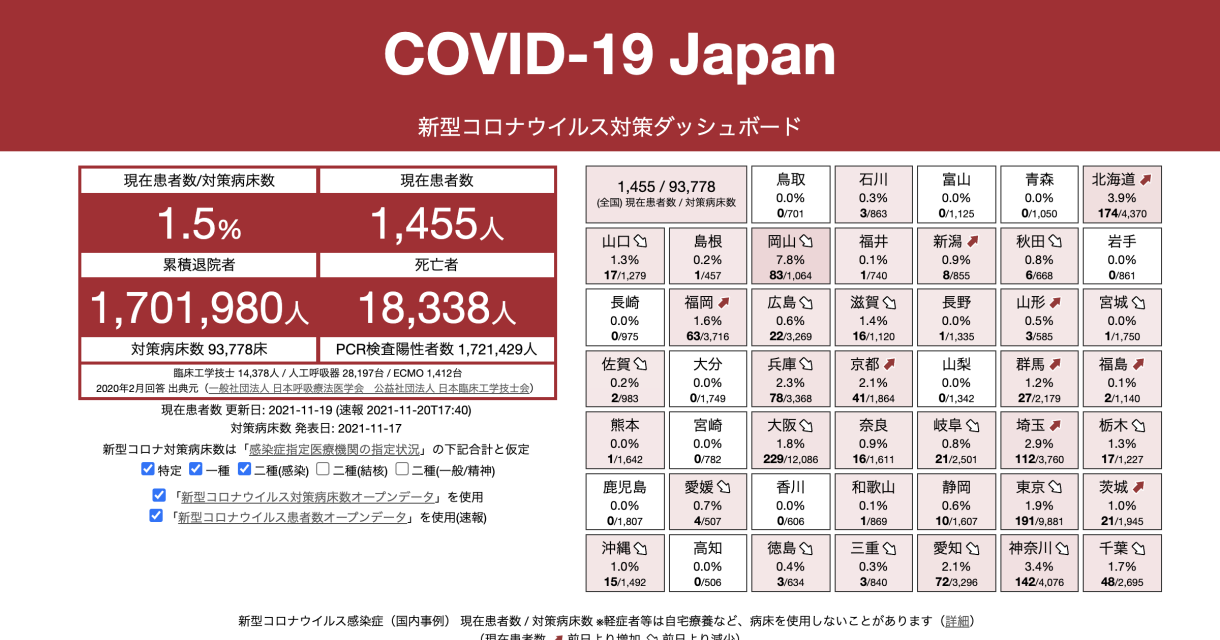 COVID-19 Japan
新型コロナウイルス対策ダッシュボード
現在患者数/対策病床数
現在患者数
1.5%
1,455人
累積退院者
死亡者
1,701,980人
18,338人
対策病床数 93,778床
PCR検査陽性者数 1,721,429人
臨床工学技士 14,378人 / 人工呼吸器 28,197台 / ECMO 1,412台
2020年2月回答 出典元（一般社団法人 日本呼吸療法医学会　公益社団法人 日本臨床工学技士会）
現在患者数 更新日: 2021-11-19 (速報 2021-11-20T17:40)
対策病床数 発表日: 2021-11-17
新型コロナ対策病床数は「感染症指定医療機関の指定状況」の下記合計と仮定
特定 一種 二種(感染) 二種(結核) 二種(一般/精神)
「新型コロナウイルス対策病床数オープンデータ」を使用
「新型コロナウイルス患者数オープンデータ」を使用(速報)
1,455 / 93,778
(全国) 現在患者数 / 対策病床数
鳥取
0.0%
0/701
石川
0.3%
3/863
富山
0.0%
0/1,125
青森
0.0%
0/1,050
北海道
3.9%
174/4,370
山口
1.3%
17/1,279
島根
0.2%
1/457
岡山
7.8%
83/1,064
福井
0.1%
1/740
新潟
0.9%
8/855
秋田
0.8%
6/668
岩手
0.0%
0/861
長崎
0.0%
0/975
福岡
1.6%
63/3,716
広島
0.6%
22/3,269
滋賀
1.4%
16/1,120
長野
0.0%
1/1,335
山形
0.5%
3/585
宮城
0.0%
1/1,750
佐賀
0.2%
2/983
大分
0.0%
0/1,749
兵庫
2.3%
78/3,368
京都
2.1%
41/1,864
山梨
0.0%
0/1,342
群馬
1.2%
27/2,179
福島
0.1%
2/1,140
熊本
0.0%
1/1,642
宮崎
0.0%
0/782
大阪
1.8%
229/12,086
奈良
0.9%
16/1,611
岐阜
0.8%
21/2,501
埼玉
2.9%
112/3,760
栃木
1.3%
17/1,227
鹿児島
0.0%
0/1,807
愛媛
0.7%
4/507
香川
0.0%
0/606
和歌山
0.1%
1/869
静岡
0.6%
10/1,607
東京
1.9%
191/9,881
茨城
1.0%
21/1,945
沖縄
1.0%
15/1,492
高知
0.0%
0/506
徳島
0.4%
3/634
三重
0.3%
3/840
愛知
2.1%
72/3,296
神奈川
3.4%
142/4,076
千葉
1.7%
48/2,695
新型コロナウイルス感染症（国内事例） 現在患者数 / 対策病床数 ※軽症者等は自宅療養など、病床を使用しないことがあります（詳細）
（現在患者数 前日より増加 前日より減少）